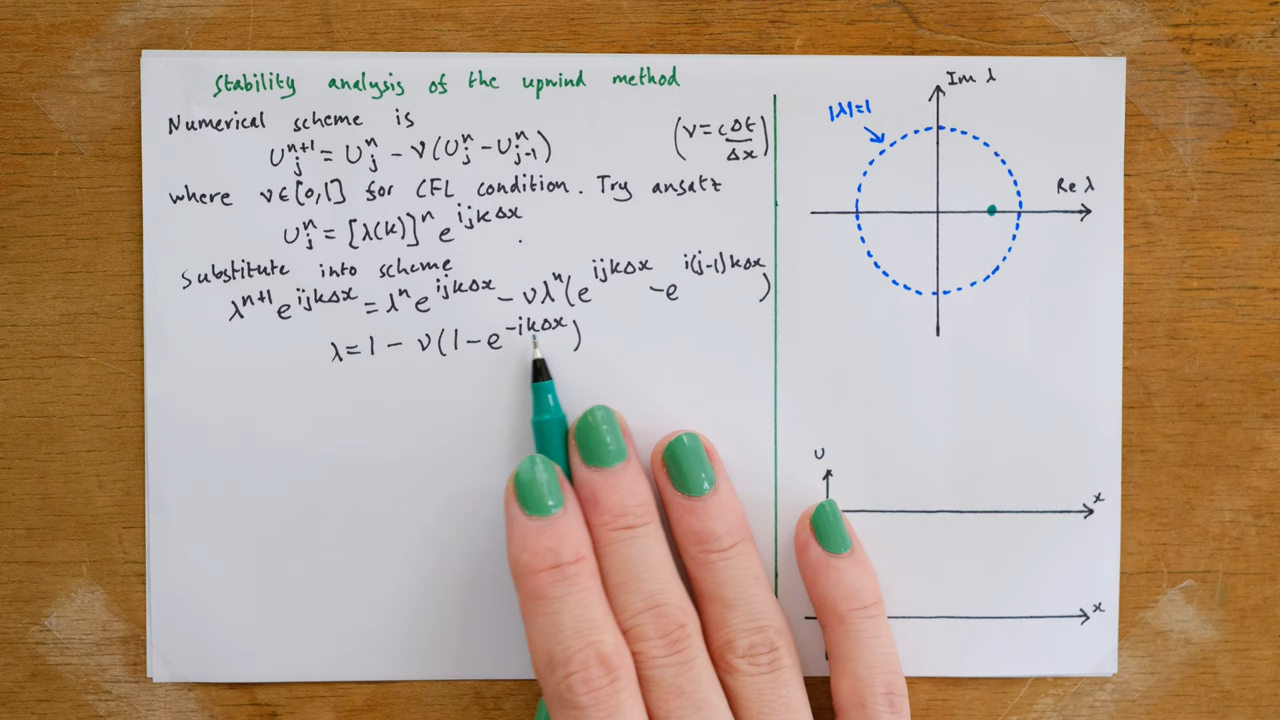 Stability analysis of the upwind method
Numerical scheme is
U_j^{n+1} = U_j^n - ν(U_j^n - U_{j-1}^n) (ν = cΔt/Δx)
where ν∈[0,1] for CFL condition. Try ansatz
U_j^n = [λ(k)]^n e^{ijkΔx}.
Substitute into scheme
λ^{n+1} e^{ijkΔx} = λ^n e^{ijkΔx} - νλ^n(e^{ijkΔx} - e^{i(j-1)kΔx})
λ = 1 - ν(1 - e^{-ikΔx})
Im λ
|λ|=1
Re λ
U
x
x